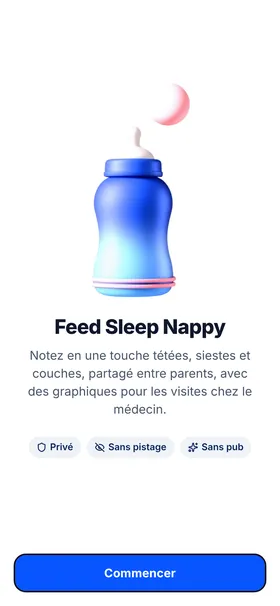 Feed Sleep Nappy
Notez en une touche tétées, siestes et
couches, partagé entre parents, avec
des graphiques pour les visites chez le
médecin.
Privé
Sans pistage
Sans pub
Commencer